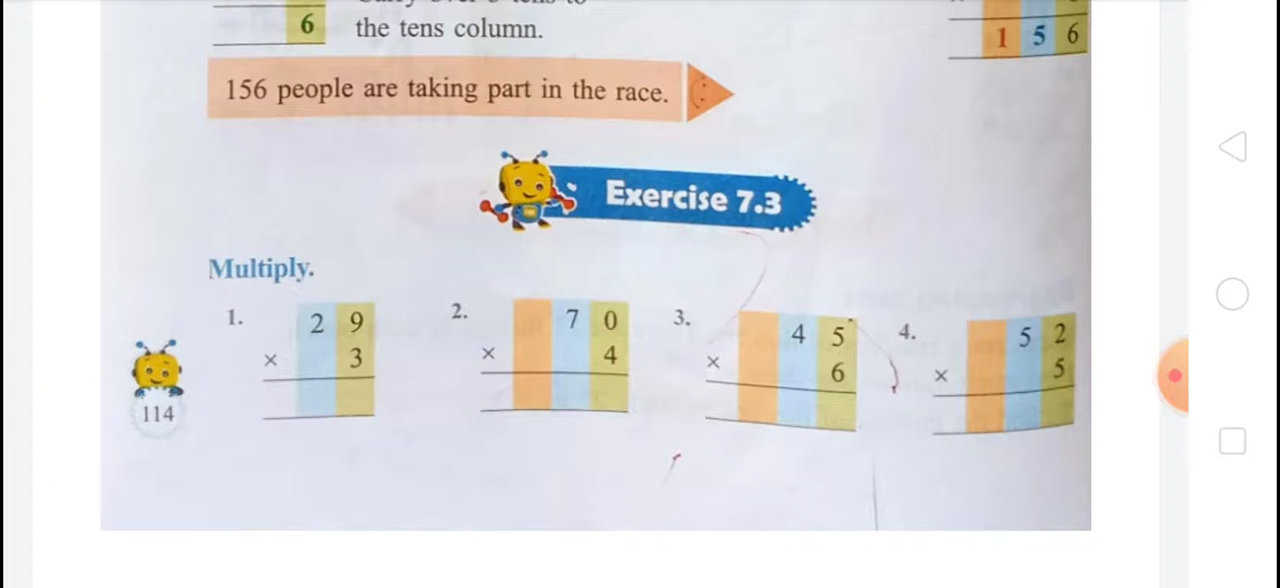 6 the tens column.
1 5 6
156 people are taking part in the race.
Exercise 7.3
Multiply.
1. 2 9
× 3
2. 7 0
× 4
3. 4 5
× 6
4. 5 2
× 5
114